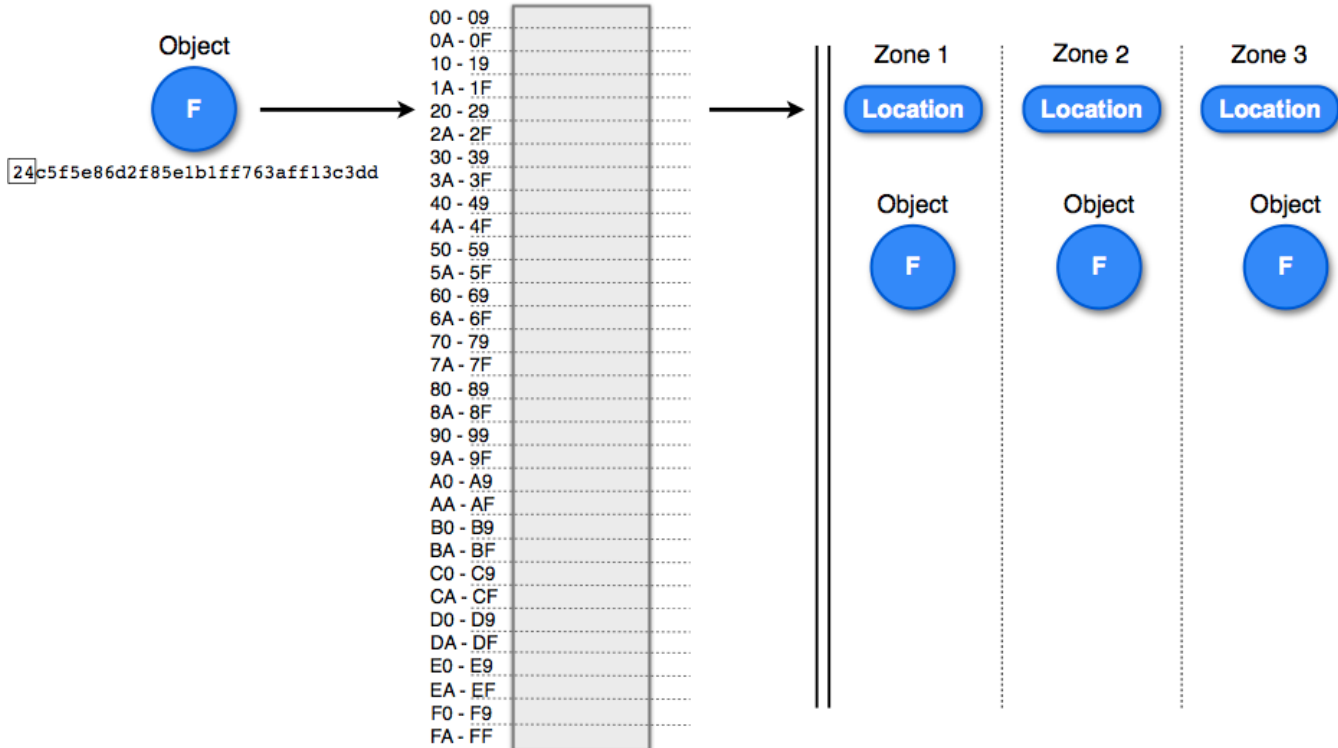 Object
F
24c5f5e86d2f85e1b1ff763aff13c3dd
00 - 09
0A - 0F
10 - 19
1A - 1F
20 - 29
2A - 2F
30 - 39
3A - 3F
40 - 49
4A - 4F
50 - 59
5A - 5F
60 - 69
6A - 6F
70 - 79
7A - 7F
80 - 89
8A - 8F
90 - 99
9A - 9F
A0 - A9
AA - AF
B0 - B9
BA - BF
C0 - C9
CA - CF
D0 - D9
DA - DF
E0 - E9
EA - EF
F0 - F9
FA - FF
Zone 1 Zone 2 Zone 3
Location Location Location
Object Object Object
F F F